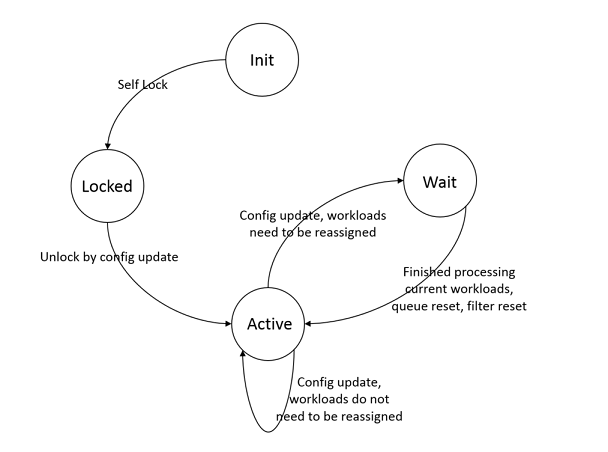 Init
Self Lock
Locked
Wait
Config update, workloads
need to be reassigned
Unlock by config update
Finished processing
current workloads,
queue reset, filter reset
Active
Config update,
workloads do not
need to be reassigned